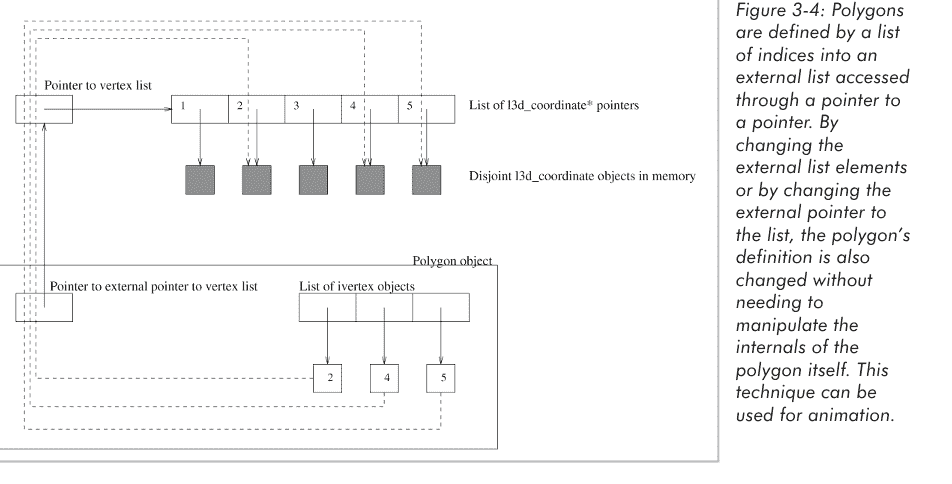 Pointer to vertex list
1 2 3 4 5
List of l3d_coordinate* pointers
Disjoint l3d_coordinate objects in memory
Polygon object
Pointer to external pointer to vertex list
List of ivertex objects
2 4 5
Figure 3-4: Polygons
are defined by a list
of indices into an
external list accessed
through a pointer to
a pointer. By
changing the
external list elements
or by changing the
external pointer to
the list, the polygon's
definition is also
changed without
needing to
manipulate the
internals of the
polygon itself. This
technique can be
used for animation.